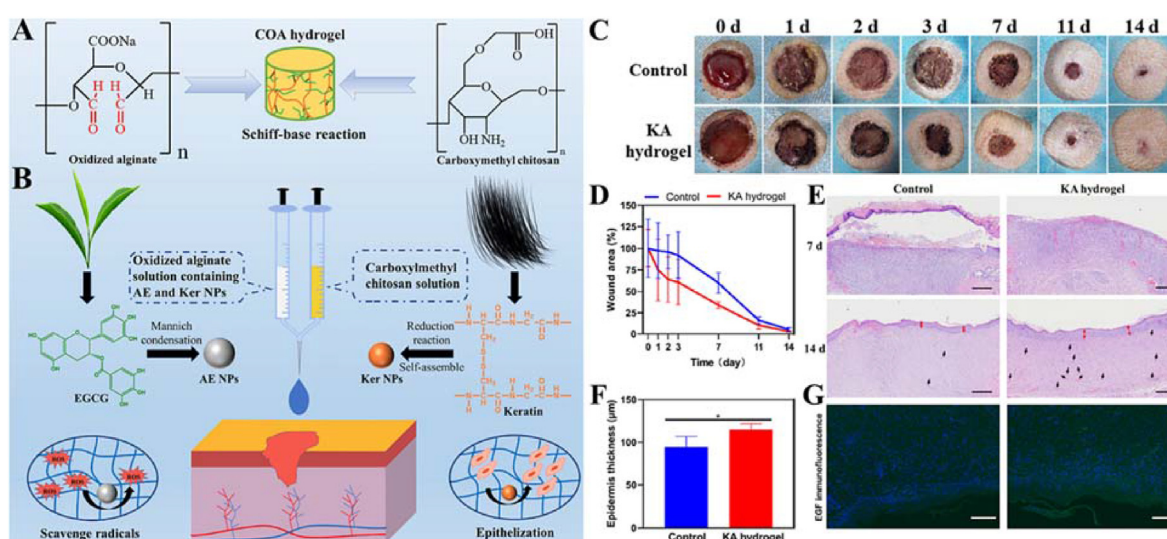 A
COONa
H
H
H
C
C
O
O
n
Oxidized alginate
COA hydrogel
Schiff-base reaction
O
OH
O
O
OH NH₂
n
Carboxymethyl chitosan
B
Oxidized alginate
solution containing
AE and Ker NPs
Carboxylmethyl
chitosan solution
Mannich
condensation
AE NPs
EGCG
Reduction
reaction
Self-assemble
Ker NPs
Keratin
ROS
ROS
ROS
ROS
Scavenge radicals
Epithelization
C
0 d
1 d
2 d
3 d
7 d
11 d
14 d
Control
KA
hydrogel
D
Control
KA hydrogel
Wound area (%)
150
125
100
75
50
25
0
0
1
2
3
7
11
14
Time (day)
E
Control
KA hydrogel
7 d
14 d
F
Epidermis thickness (μm)
150
100
50
0
*
Control
KA hydrogel
G
EGF immunofluorescence